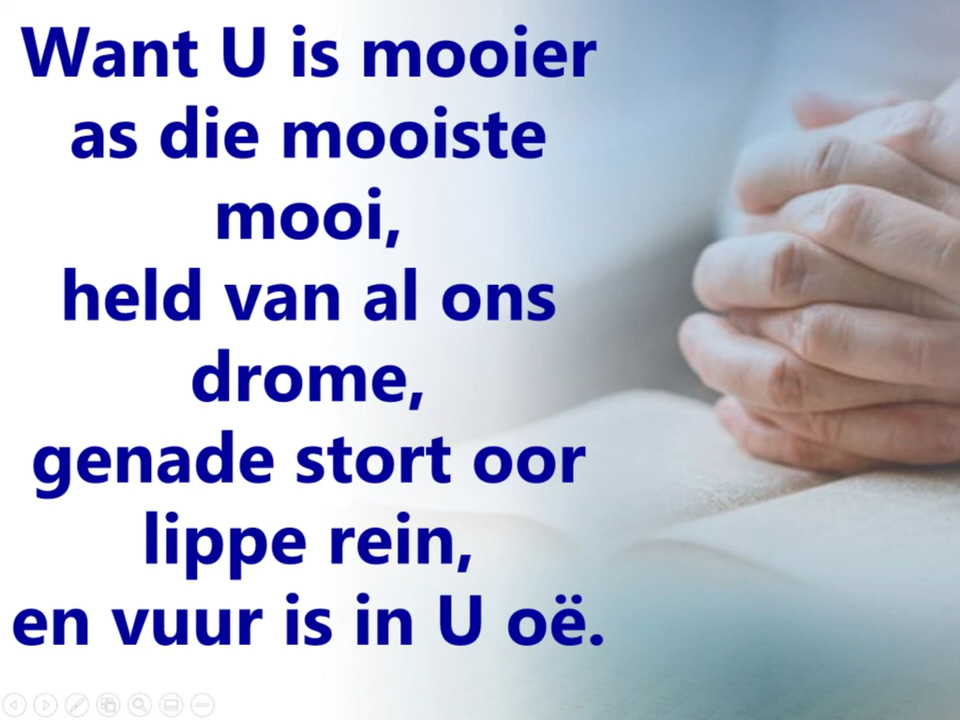 Want U is mooier
as die mooiste
mooi,
held van al ons
drome,
genade stort oor
lippe rein,
en vuur is in U oë.